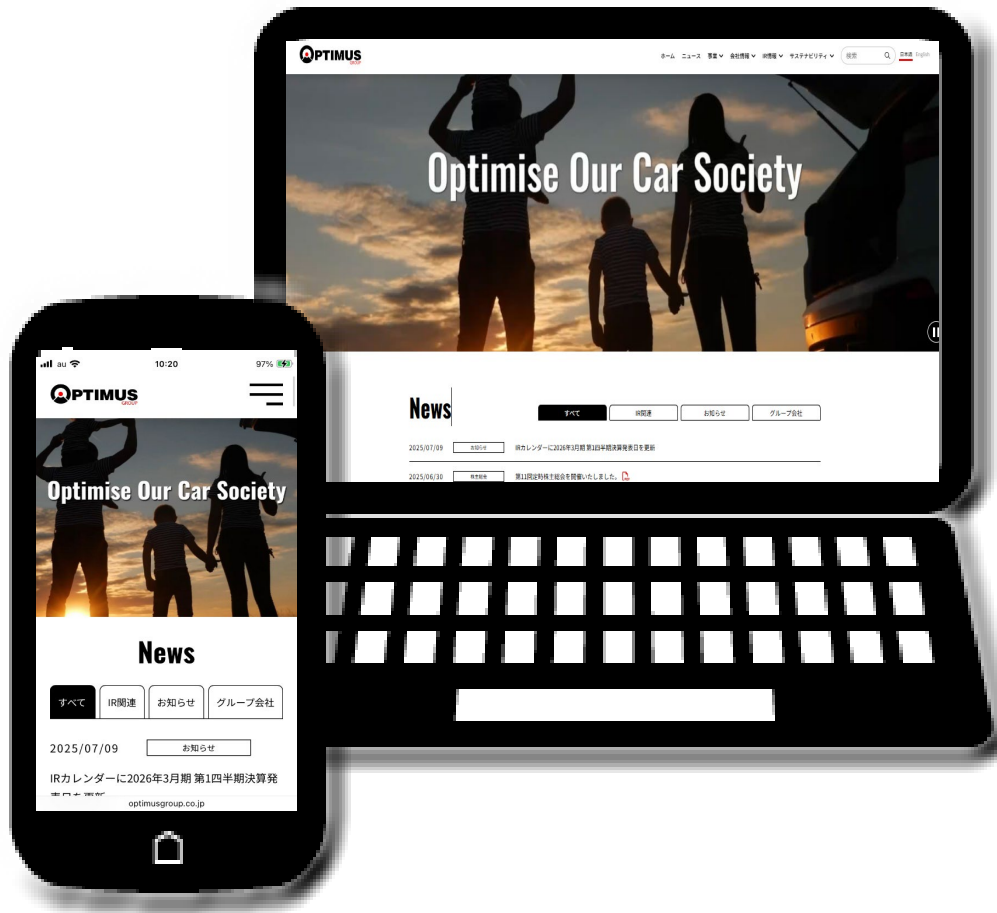 OPTIMUS
GROUP
ホーム ニュース 事業 会社情報 IR情報 サステナビリティ 検索 日本語 English
Optimise Our Car Society
News
すべて IR関連 お知らせ グループ会社
2025/07/09 お知らせ IRカレンダーに2026年3月期 第1四半期決算発表日を更新
2025/06/30 株主総会 第11回定時株主総会を開催いたしました。
au 10:20 97%
OPTIMUS
GROUP
Optimise Our Car Society
News
すべて IR関連 お知らせ グループ会社
2025/07/09 お知らせ
IRカレンダーに2026年3月期 第1四半期決算発
optimusgroup.co.jp